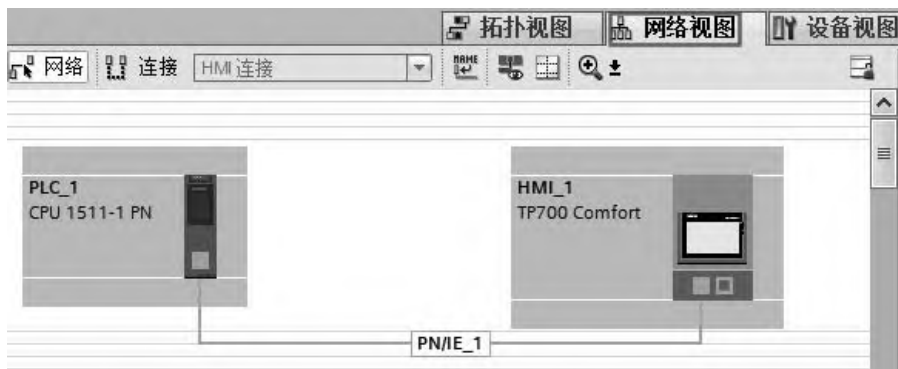 拓扑视图 网络视图 设备视图
网络 连接 HMI 连接 NAME
PLC_1
CPU 1511-1 PN
HMI_1
TP700 Comfort
PN/IE_1